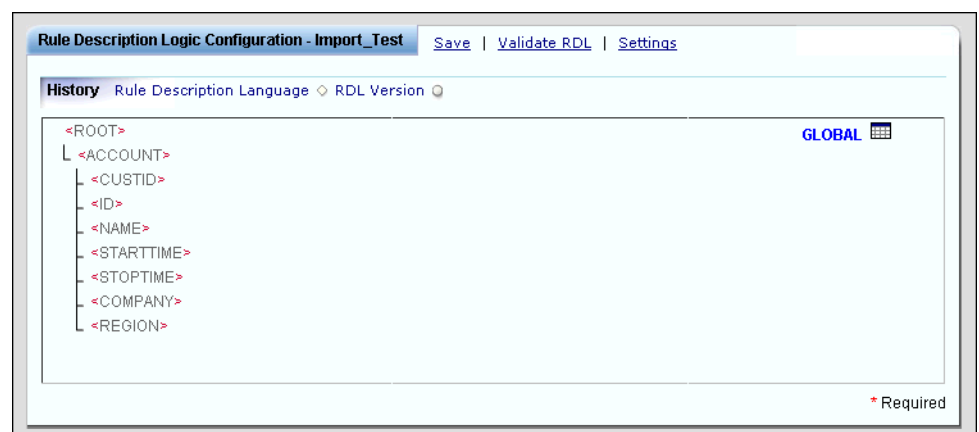 Rule Description Logic Configuration - Import_Test Save | Validate RDL | Settings
History Rule Description Language RDL Version
<ROOT> GLOBAL
<ACCOUNT>
<CUSTID>
<ID>
<NAME>
<STARTTIME>
<STOPTIME>
<COMPANY>
<REGION>
* Required